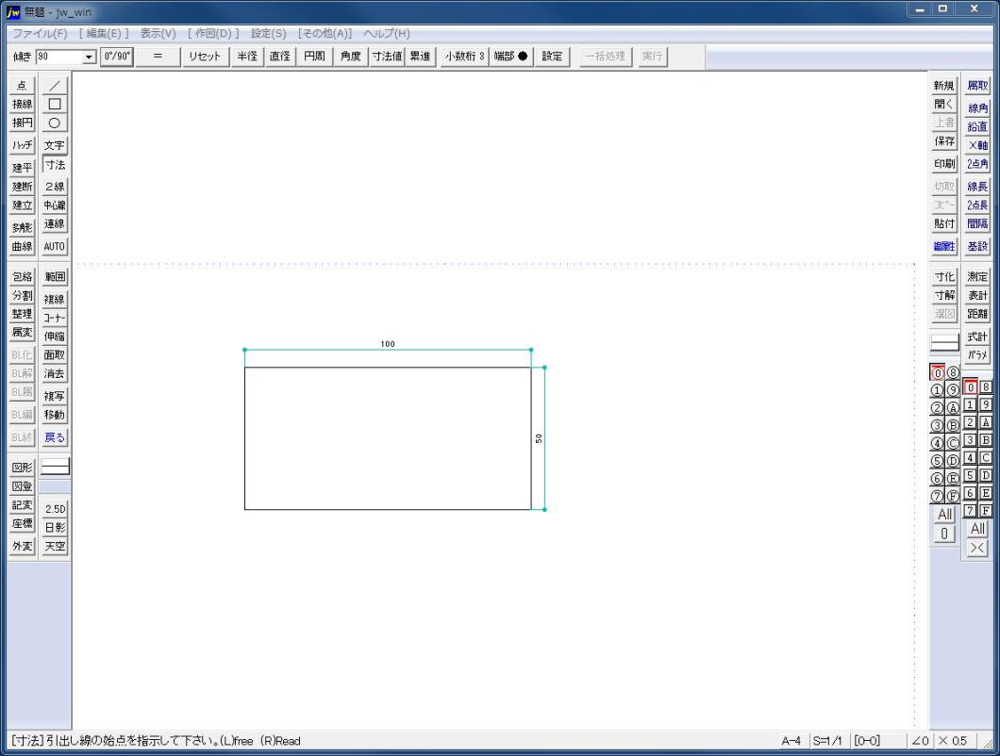 無題 - jw_win
ファイル(F) [ 編集(E) ] 表示(V) [ 作図(D) ] 設定(S) [その他(A)] ヘルプ(H)
傾き 90 0°/90° ＝ リセット 半径 直径 円周 角度 寸法値 累進 小数桁 3 端部 ● 設定 一括処理 実行
点 ／
接線 □
接円 ○
ﾊｯﾁ 文字
建平 寸法
建断 ２線
建立 中心線
多角形 連線
曲線 AUTO
包絡 範囲
分割 複線
整理 ｺｰﾅｰ
属変 伸縮
BL化 面取
BL解 消去
BL属 複写
BL編 移動
BL終 戻る
図形
図登
記変 2.5D
座標 日影
外変 天空
100
50
新規 属取
開く 線角
上書 鉛直
保存 ×軸
印刷 2点角
切取 線長
ｺﾋﾟｰ 2点長
貼付 間隔
線属性 基設
寸化 測定
寸解 表計
選図 距離
式計
ﾊﾟﾗﾒ
⓪ ⑧ 0 8
① ⑨ 1 9
② Ⓐ 2 A
③ Ⓑ 3 B
④ Ⓒ 4 C
⑤ Ⓓ 5 D
⑥ Ⓔ 6 E
⑦ Ⓕ 7 F
All All
0 ×
[寸法] 引出し線の始点を指示して下さい。(L)free (R)Read
A-4 S=1/1 [0-0] ∠0 × 0.5